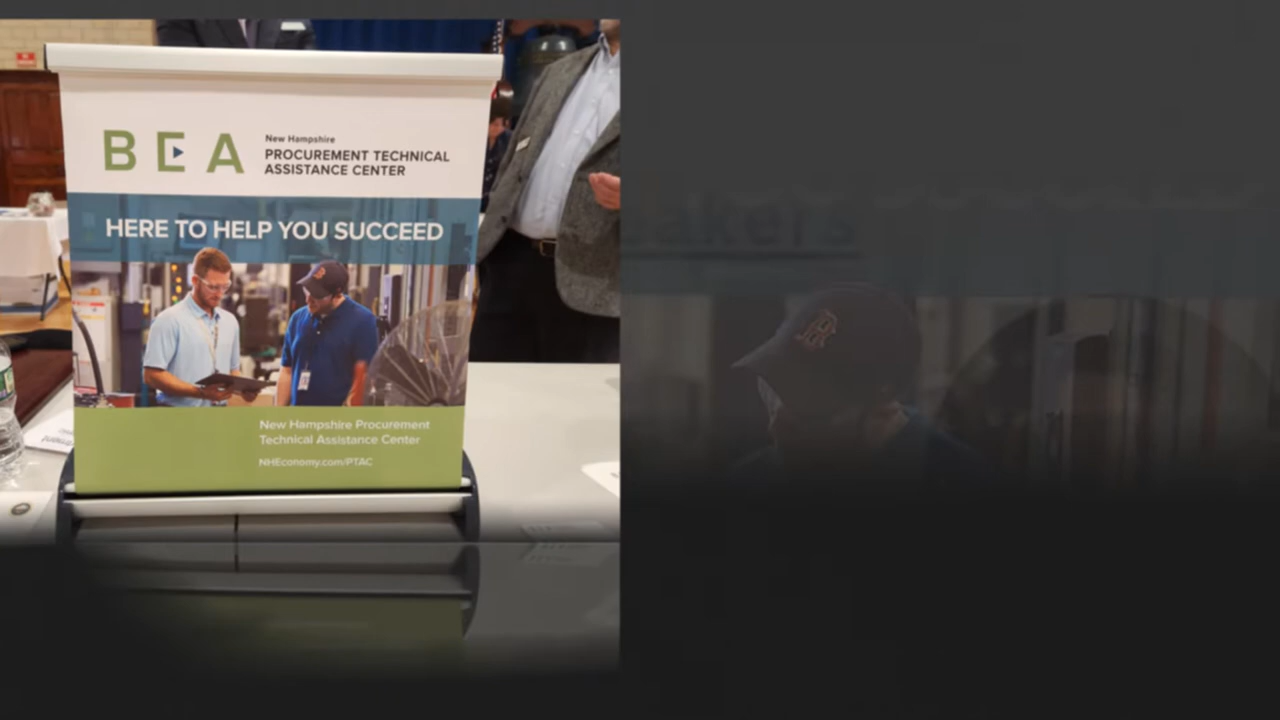 BEA
New Hampshire
PROCUREMENT TECHNICAL
ASSISTANCE CENTER
HERE TO HELP YOU SUCCEED
B
New Hampshire Procurement
Technical Assistance Center
NHEconomy.com/PTAC